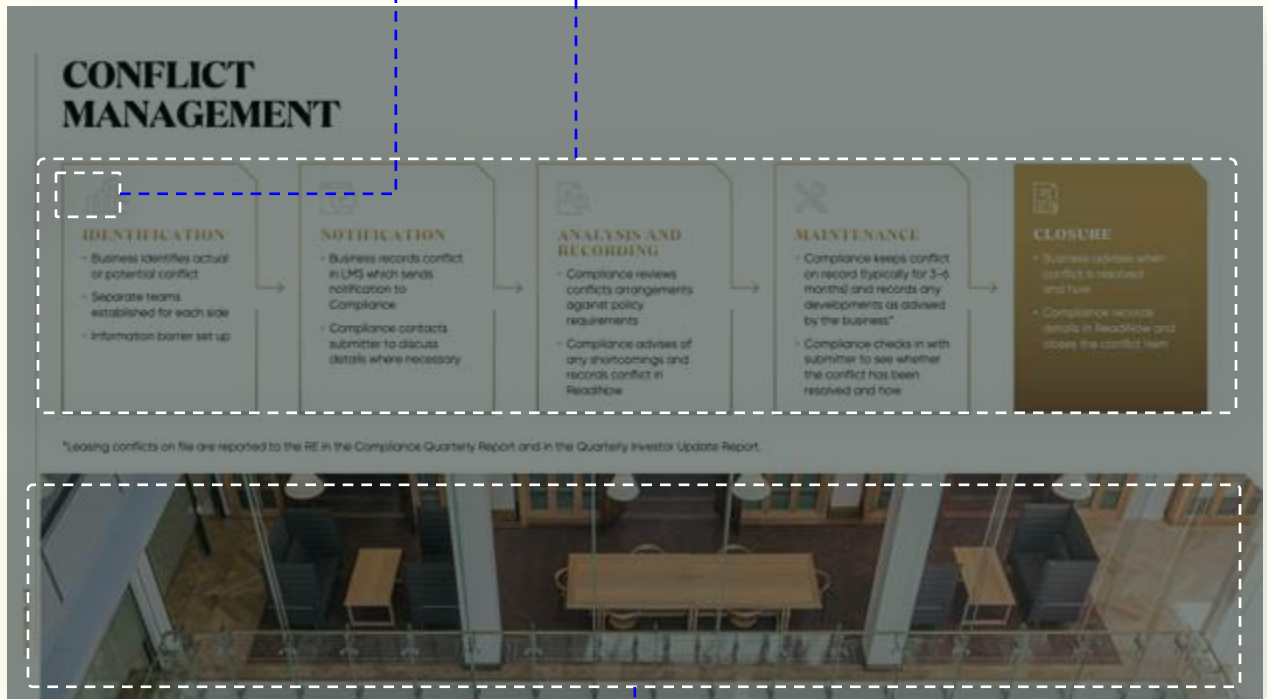 CONFLICT
MANAGEMENT
IDENTIFICATION
• Business identifies actual
or potential conflict
• Separate teams
established for each side
• Information barrier set up
NOTIFICATION
• Business records conflict
in LMS which sends
notification to
Compliance
• Compliance contacts
submitter to discuss
details where necessary
ANALYSIS AND
RECORDING
• Compliance reviews
conflicts arrangements
against policy
requirements
• Compliance advises of
any shortcomings and
records conflict in
ReadiNow
MAINTENANCE
• Compliance keeps conflict
on record (typically for 3-6
months) and records any
developments as advised
by the business*
• Compliance checks in with
submitter to see whether
the conflict has been
resolved and how
CLOSURE
• Business advises when
conflict is resolved
and how
• Compliance records
details in ReadiNow and
closes the conflict item
*Leasing conflicts on file are reported to the RE in the Compliance Quarterly Report and in the Quarterly Investor Update Report.